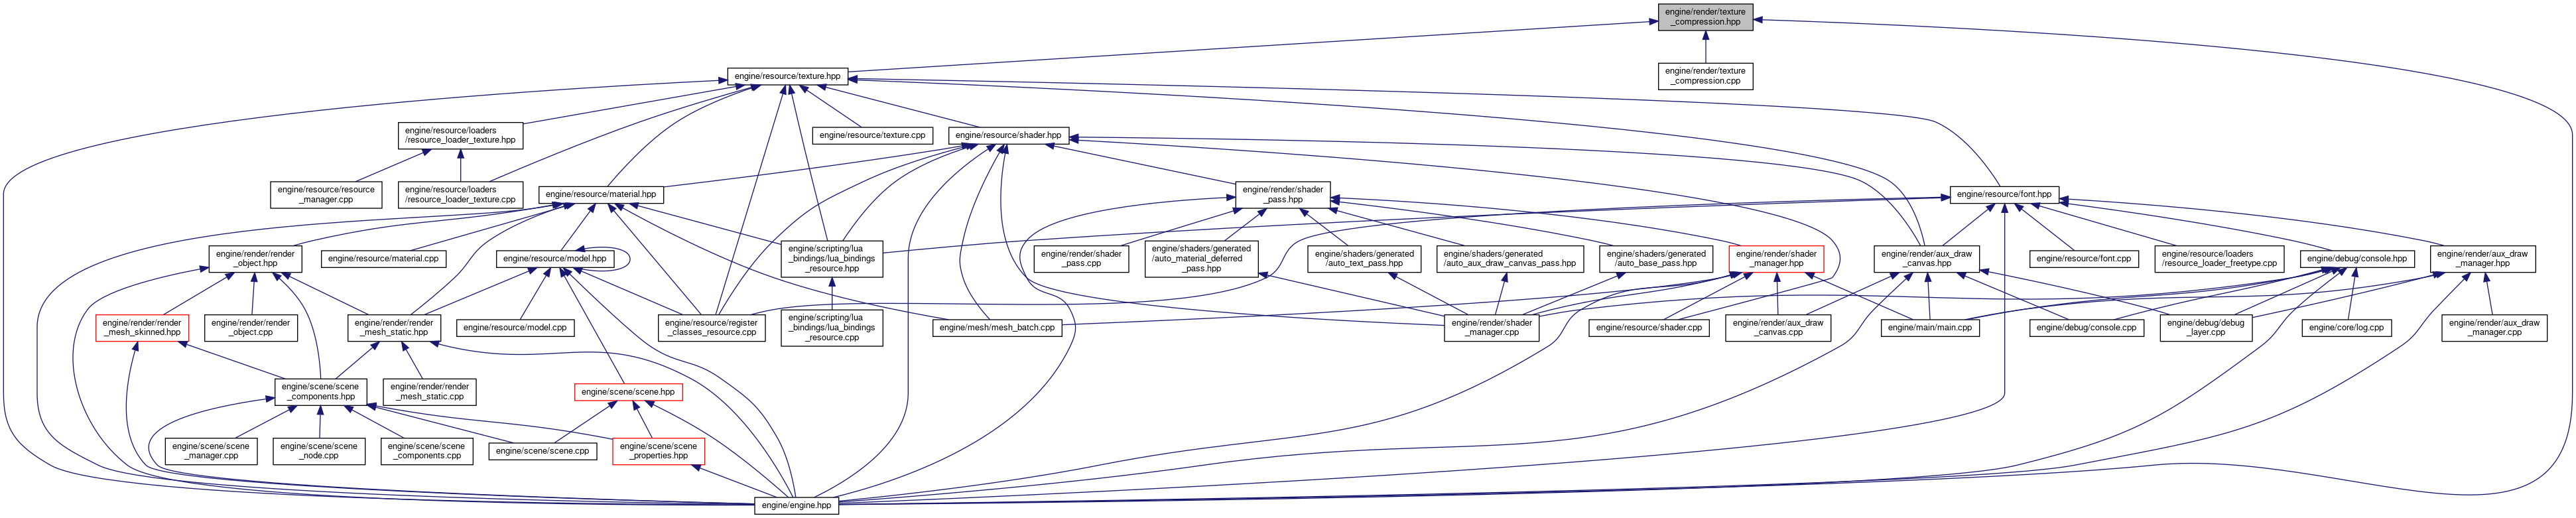 engine/render/texture
_compression.hpp
engine/resource/texture.hpp
engine/render/texture
_compression.cpp
engine/resource/loaders
/resource_loader_texture.hpp
engine/resource/texture.cpp
engine/resource/shader.hpp
engine/resource/resource
_manager.cpp
engine/resource/loaders
/resource_loader_texture.cpp
engine/resource/material.hpp
engine/render/shader
_pass.hpp
engine/resource/font.hpp
engine/render/render
_object.hpp
engine/resource/material.cpp
engine/resource/model.hpp
engine/scripting/lua
_bindings/lua_bindings
_resource.hpp
engine/render/shader
_pass.cpp
engine/shaders/generated
/auto_material_deferred
_pass.hpp
engine/shaders/generated
/auto_text_pass.hpp
engine/shaders/generated
/auto_aux_draw_canvas_pass.hpp
engine/shaders/generated
/auto_base_pass.hpp
engine/render/shader
_manager.hpp
engine/render/aux_draw
_canvas.hpp
engine/resource/font.cpp
engine/resource/loaders
/resource_loader_freetype.cpp
engine/debug/console.hpp
engine/render/aux_draw
_manager.hpp
engine/render/render
_mesh_skinned.hpp
engine/render/render
_object.cpp
engine/render/render
_mesh_static.hpp
engine/resource/model.cpp
engine/resource/register
_classes_resource.cpp
engine/scripting/lua
_bindings/lua_bindings
_resource.cpp
engine/mesh/mesh_batch.cpp
engine/render/shader
_manager.cpp
engine/resource/shader.cpp
engine/render/aux_draw
_canvas.cpp
engine/main/main.cpp
engine/debug/console.cpp
engine/debug/debug
_layer.cpp
engine/core/log.cpp
engine/render/aux_draw
_manager.cpp
engine/scene/scene
_components.hpp
engine/render/render
_mesh_static.cpp
engine/scene/scene.hpp
engine/scene/scene
_manager.cpp
engine/scene/scene
_node.cpp
engine/scene/scene
_components.cpp
engine/scene/scene.cpp
engine/scene/scene
_properties.hpp
engine/engine.hpp